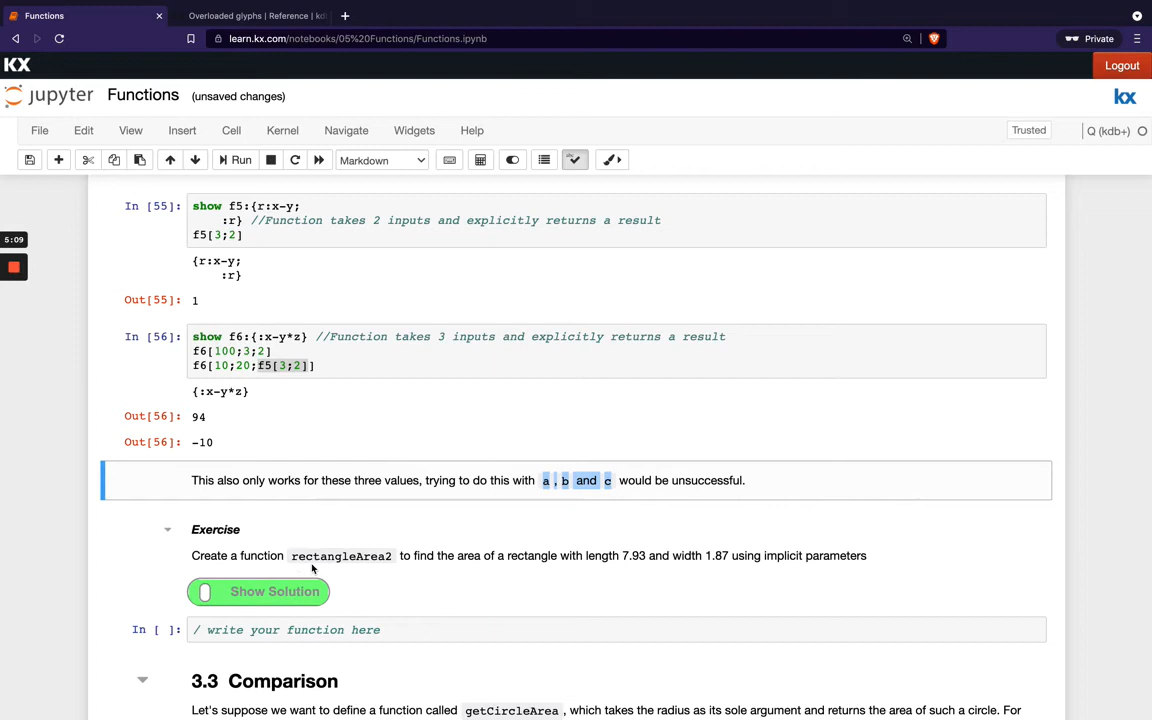 Functions
Overloaded glyphs | Reference | kd
learn.kx.com/notebooks/05%20Functions/Functions.ipynb
Private
KX
Logout
jupyter Functions (unsaved changes)
kx
File Edit View Insert Cell Kernel Navigate Widgets Help
Trusted
Q (kdb+)
Run
Markdown
5:09
In [55]: show f5:{r:x-y;
:r} //Function takes 2 inputs and explicitly returns a result
f5[3;2]
{r:x-y;
:r}
Out[55]: 1
In [56]: show f6:{:x-y*z} //Function takes 3 inputs and explicitly returns a result
f6[100;3;2]
f6[10;20;f5[3;2]]
{:x-y*z}
Out[56]: 94
Out[56]: -10
This also only works for these three values, trying to do this with a , b and c would be unsuccessful.
Exercise
Create a function rectangleArea2 to find the area of a rectangle with length 7.93 and width 1.87 using implicit parameters
Show Solution
In [ ]: / write your function here
3.3 Comparison
Let's suppose we want to define a function called getCircleArea , which takes the radius as its sole argument and returns the area of such a circle. For